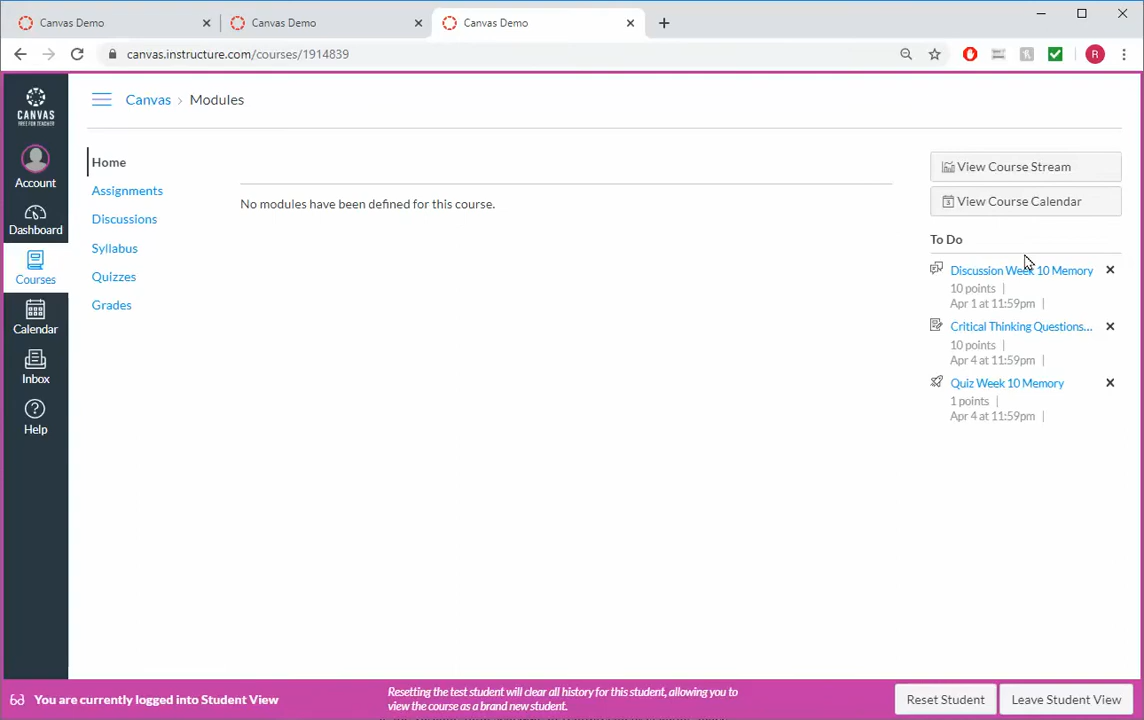 Canvas Demo
Canvas Demo
Canvas Demo
canvas.instructure.com/courses/1914839
R
CANVAS
FREE FOR TEACHER
Account
Dashboard
Courses
Calendar
Inbox
Help
Canvas › Modules
Home
Assignments
Discussions
Syllabus
Quizzes
Grades
No modules have been defined for this course.
View Course Stream
View Course Calendar
To Do
Discussion Week 10 Memory
10 points |
Apr 1 at 11:59pm |
Critical Thinking Questions...
10 points |
Apr 4 at 11:59pm |
Quiz Week 10 Memory
1 points |
Apr 4 at 11:59pm |
You are currently logged into Student View
Resetting the test student will clear all history for this student, allowing you to
view the course as a brand new student.
Reset Student
Leave Student View